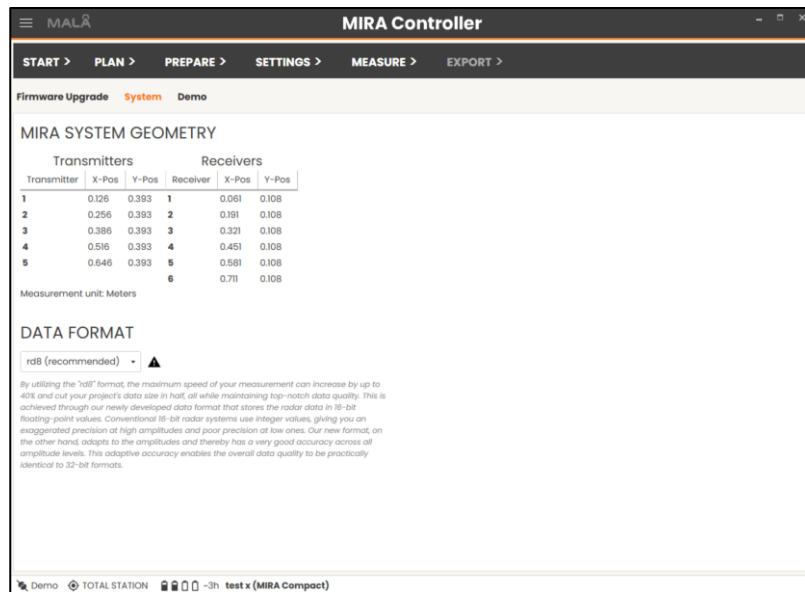 MALÅ
MIRA Controller
START > PLAN > PREPARE > SETTINGS > MEASURE > EXPORT >
Firmware Upgrade System Demo
MIRA SYSTEM GEOMETRY
Transmitters Receivers
Transmitter X-Pos Y-Pos Receiver X-Pos Y-Pos
1 0.126 0.393 1 0.061 0.108
2 0.256 0.393 2 0.191 0.108
3 0.386 0.393 3 0.321 0.108
4 0.516 0.393 4 0.451 0.108
5 0.646 0.393 5 0.581 0.108
6 0.711 0.108
Measurement unit: Meters
DATA FORMAT
rd8 (recommended)
By utilizing the "rd8" format, the maximum speed of your measurement can increase by up to
40% and cut your project's data size in half, all while maintaining top-notch data quality. This is
achieved through our newly developed data format that stores the radar data in 16-bit
floating-point values. Conventional 16-bit radar systems use integer values, giving you an
exaggerated precision at high amplitudes and poor precision at low ones. Our new format, on
the other hand, adapts to the amplitudes and thereby has a very good accuracy across all
amplitude levels. This adaptive accuracy enables the overall data quality to be practically
identical to 32-bit formats.
Demo TOTAL STATION ~3h test x (MIRA Compact)